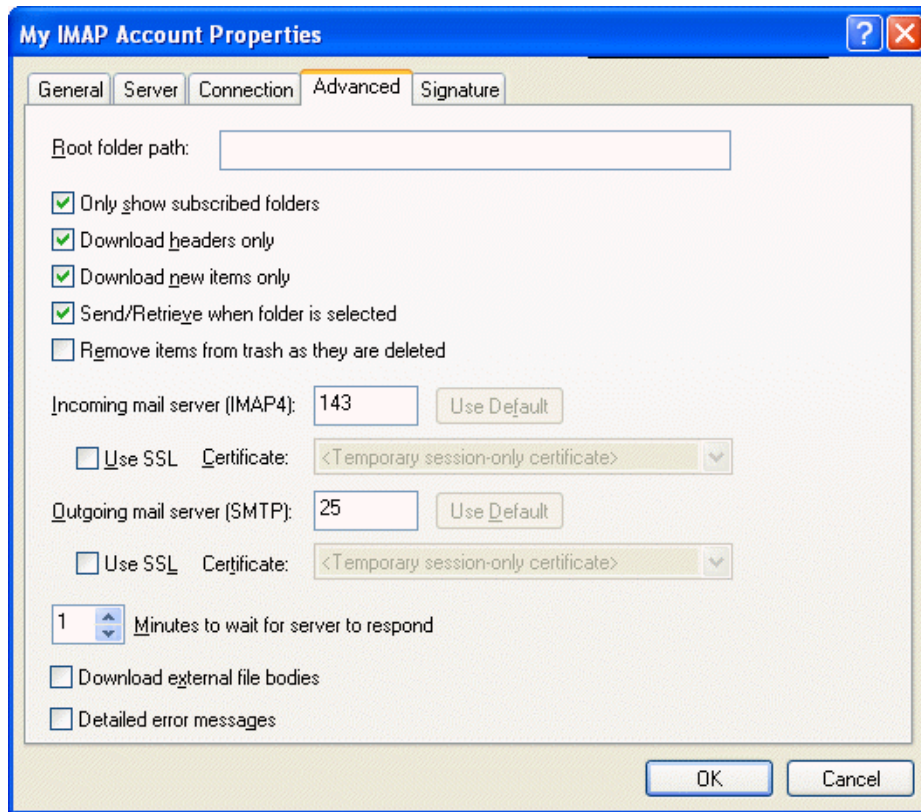 My IMAP Account Properties
General Server Connection Advanced Signature
Root folder path:
Only show subscribed folders
Download headers only
Download new items only
Send/Retrieve when folder is selected
Remove items from trash as they are deleted
Incoming mail server (IMAP4): 143 Use Default
Use SSL Certificate: <Temporary session-only certificate>
Outgoing mail server (SMTP): 25 Use Default
Use SSL Certificate: <Temporary session-only certificate>
1 Minutes to wait for server to respond
Download external file bodies
Detailed error messages
OK Cancel